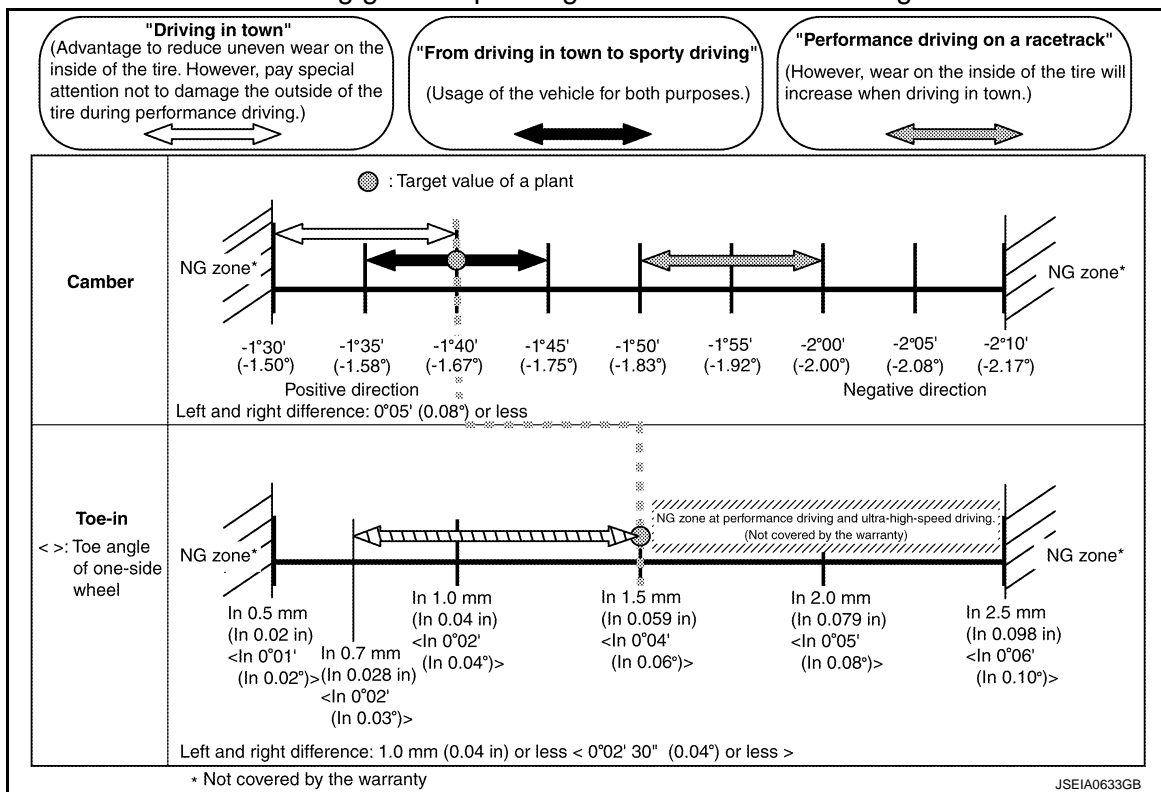 "Driving in town"
(Advantage to reduce uneven wear on the
inside of the tire. However, pay special
attention not to damage the outside of the
tire during performance driving.)
"From driving in town to sporty driving"
(Usage of the vehicle for both purposes.)
"Performance driving on a racetrack"
(However, wear on the inside of the tire will
increase when driving in town.)
Camber
: Target value of a plant
NG zone*
NG zone*
-1°30'
(-1.50°)
-1°35'
(-1.58°)
-1°40'
(-1.67°)
-1°45'
(-1.75°)
-1°50'
(-1.83°)
-1°55'
(-1.92°)
-2°00'
(-2.00°)
-2°05'
(-2.08°)
-2°10'
(-2.17°)
Positive direction
Negative direction
Left and right difference: 0°05' (0.08°) or less
Toe-in
< >: Toe angle
of one-side
wheel
NG zone*
NG zone at performance driving and ultra-high-speed driving.
(Not covered by the warranty)
NG zone*
In 0.5 mm
(In 0.02 in)
<In 0°01'
(In 0.02°)>
In 0.7 mm
(In 0.028 in)
<In 0°02'
(In 0.03°)>
In 1.0 mm
(In 0.04 in)
<In 0°02'
(In 0.04°)>
In 1.5 mm
(In 0.059 in)
<In 0°04'
(In 0.06°)>
In 2.0 mm
(In 0.079 in)
<In 0°05'
(In 0.08°)>
In 2.5 mm
(In 0.098 in)
<In 0°06'
(In 0.10°)>
Left and right difference: 1.0 mm (0.04 in) or less < 0°02' 30" (0.04°) or less >
* Not covered by the warranty
JSEIA0633GB